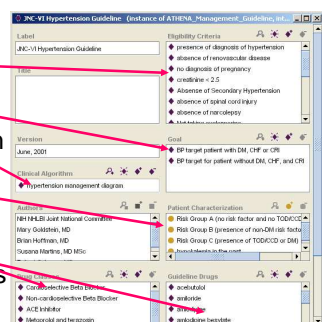 JNC-VI Hypertension Guideline (instance of ATHENA_Management_Guideline, int...
Label
JNC-VI Hypertension Guideline
Title
Eligibility Criteria
presence of diagnosis of hypertension
absence of renovascular disease
no diagnosis of pregnancy
creatinine < 2.5
Absence of Secondary Hypertension
absence of spinal cord injury
absence of narcolepsy
Version
June, 2001
Goal
BP target patient with DM, CHF or CRI
BP target for patient without DM, CHF, and CRI
Clinical Algorithm
hypertension management diagram
Authors
NIH NHLBI Joint National Committee
Mary Goldstein, MD
Brian Hoffman, MD
Susana Martins, MD MSc
Patient Characterization
Risk Group A (no risk factor and no TOD/CCD
Risk Group B (presence of non-DM risk facto
Risk Group C (presence of TOD/CCD or DM)
Drug Classes
Cardioselective Beta Blocker
Non-cardioselective Beta Blocker
ACE Inhibitor
Metoprolol and terazosin
Guideline Drugs
acebutolol
amiloride
amlodipine besylate